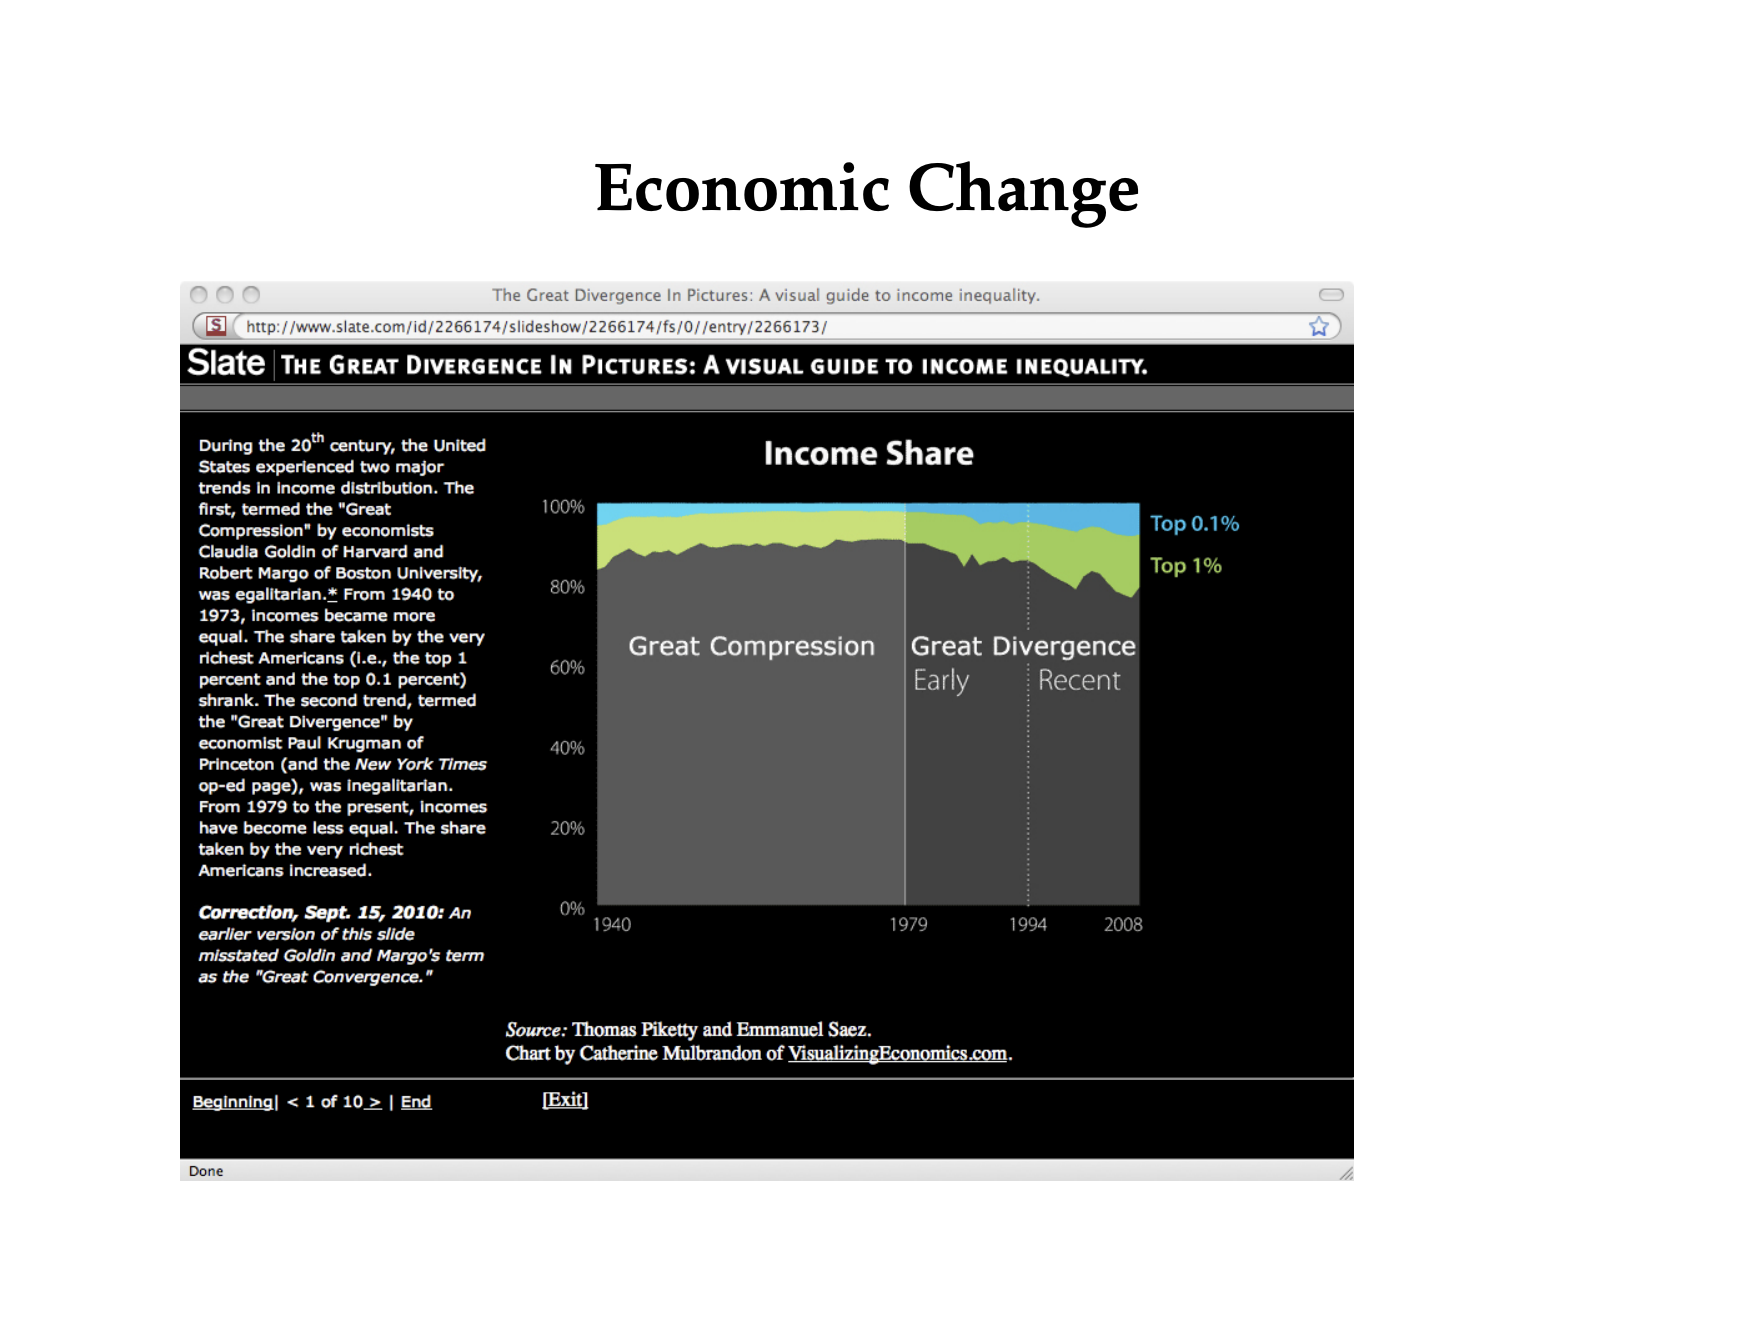 Economic Change
The Great Divergence In Pictures: A visual guide to income inequality.
S
http://www.slate.com/id/2266174/slideshow/2266174/fs/0//entry/2266173/
Slate
THE GREAT DIVERGENCE IN PICTURES: A VISUAL GUIDE TO INCOME INEQUALITY.
During the 20th century, the United
States experienced two major
trends in income distribution. The
first, termed the "Great
Compression" by economists
Claudia Goldin of Harvard and
Robert Margo of Boston University,
was egalitarian.* From 1940 to
1973, incomes became more
equal. The share taken by the very
richest Americans (i.e., the top 1
percent and the top 0.1 percent)
shrank. The second trend, termed
the "Great Divergence" by
economist Paul Krugman of
Princeton (and the New York Times
op-ed page), was inegalitarian.
From 1979 to the present, incomes
have become less equal. The share
taken by the very richest
Americans increased.
Correction, Sept. 15, 2010: An
earlier version of this slide
misstated Goldin and Margo's term
as the "Great Convergence."
Income Share
100%
80%
60%
40%
20%
0%
Top 0.1%
Top 1%
Great Compression
Great Divergence
Early
Recent
1940
1979
1994
2008
Source: Thomas Piketty and Emmanuel Saez.
Chart by Catherine Mulbrandon of VisualizingEconomics.com.
Beginning| < 1 of 10 > | End
[Exit]
Done